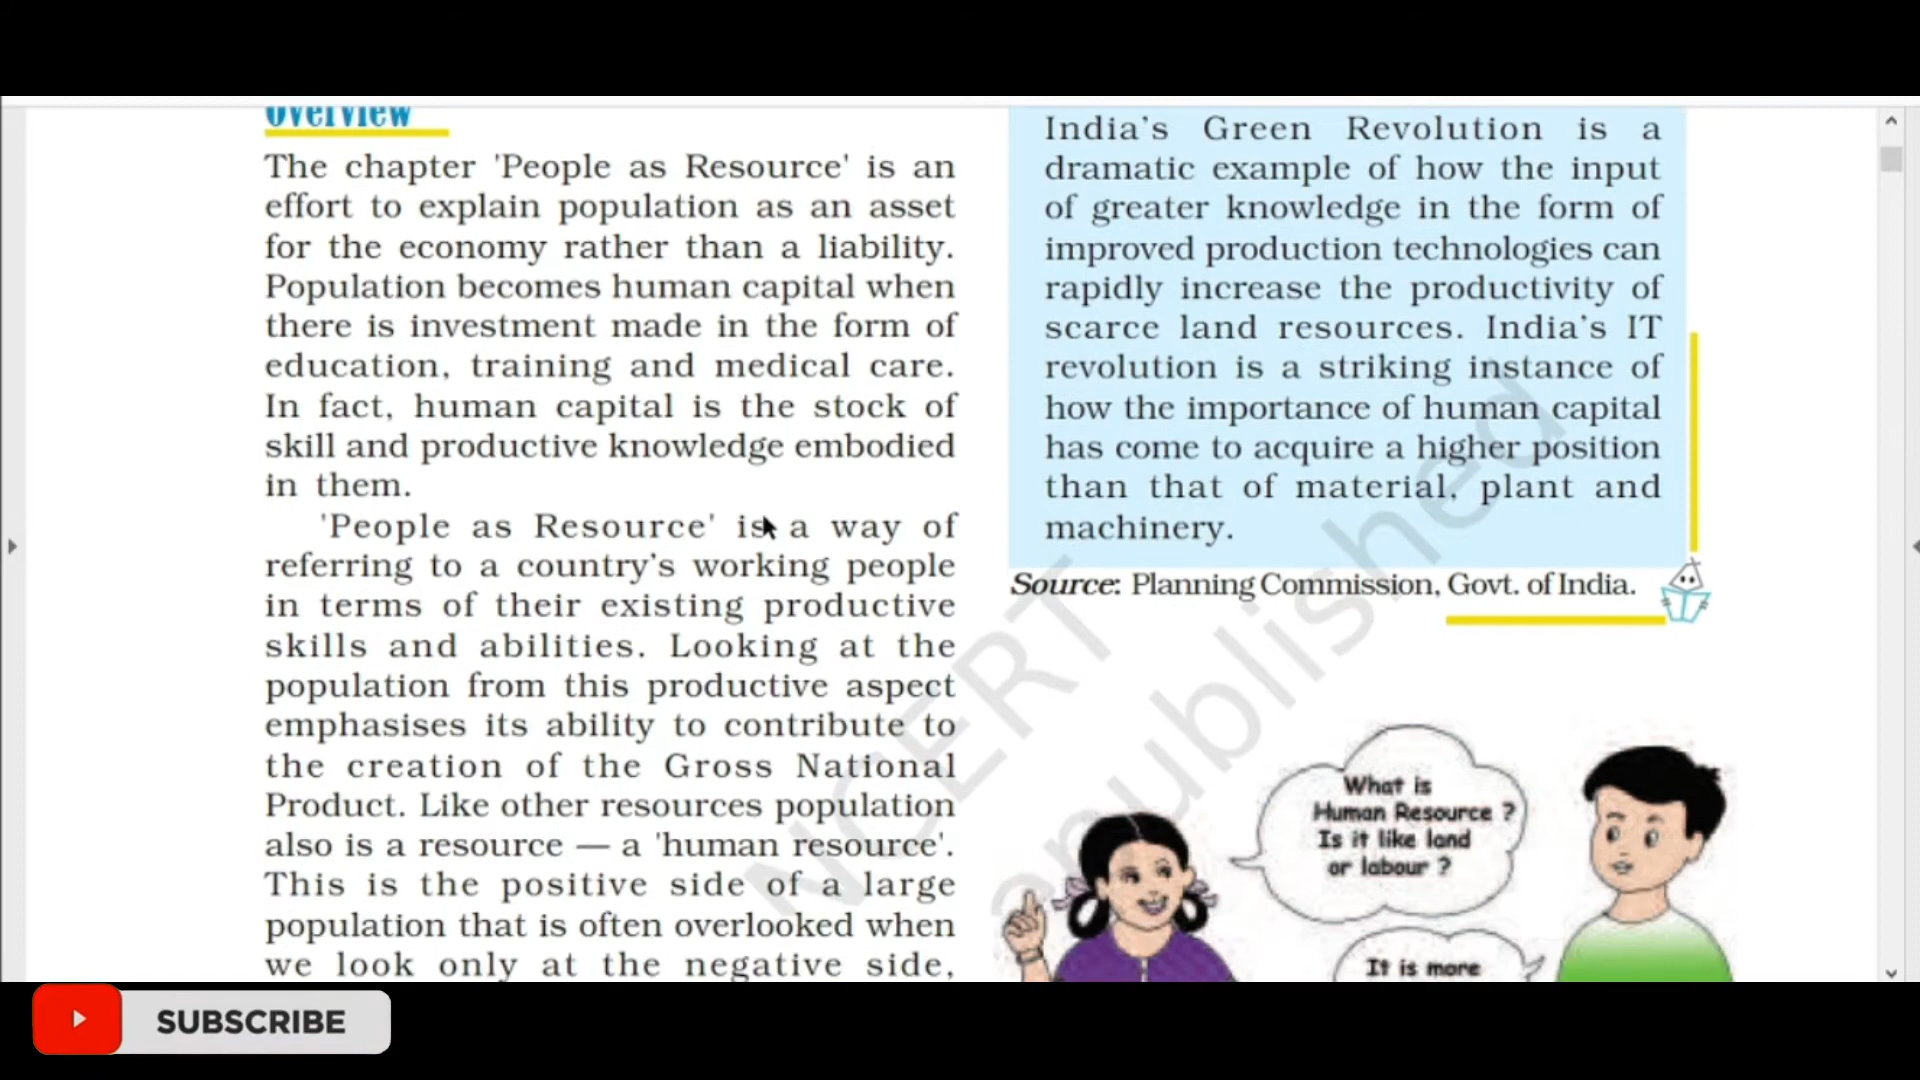 Overview
The chapter 'People as Resource' is an
effort to explain population as an asset
for the economy rather than a liability.
Population becomes human capital when
there is investment made in the form of
education, training and medical care.
In fact, human capital is the stock of
skill and productive knowledge embodied
in them.
'People as Resource' is a way of
referring to a country's working people
in terms of their existing productive
skills and abilities. Looking at the
population from this productive aspect
emphasises its ability to contribute to
the creation of the Gross National
Product. Like other resources population
also is a resource — a 'human resource'.
This is the positive side of a large
population that is often overlooked when
we look only at the negative side,
India's Green Revolution is a
dramatic example of how the input
of greater knowledge in the form of
improved production technologies can
rapidly increase the productivity of
scarce land resources. India's IT
revolution is a striking instance of
how the importance of human capital
has come to acquire a higher position
than that of material, plant and
machinery.
Source: Planning Commission, Govt. of India.
What is
Human Resource ?
Is it like land
or labour ?
It is more
NCERT
SUBSCRIBE